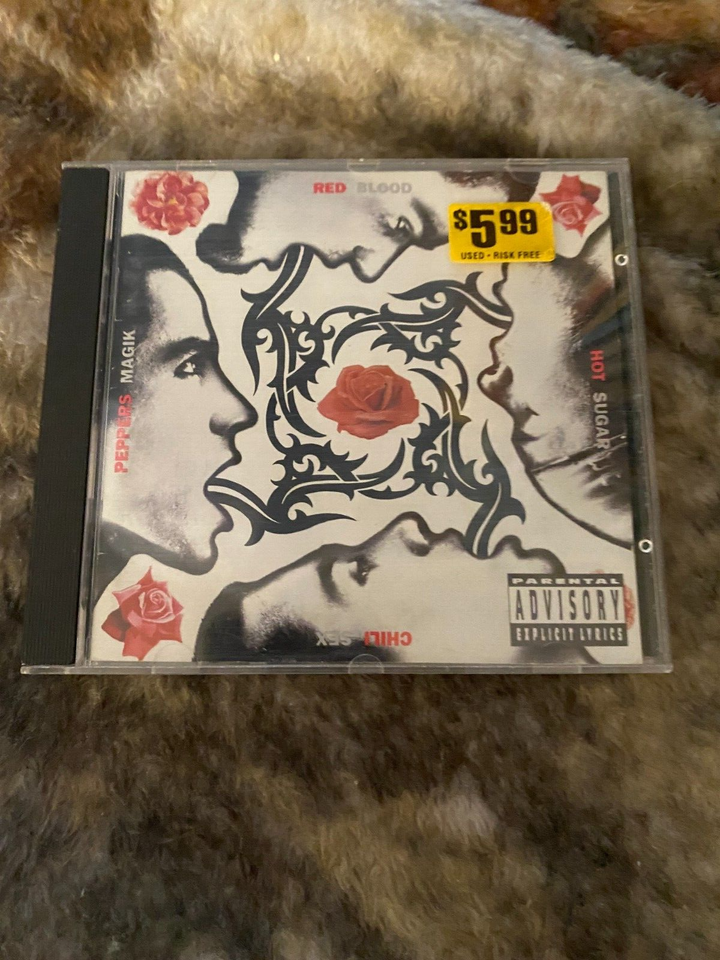 RED BLOOD
$5.99
USED • RISK FREE
HOT SUGAR
CHILI SEX
PEPPERS MAGIK
PARENTAL
ADVISORY
EXPLICIT LYRICS